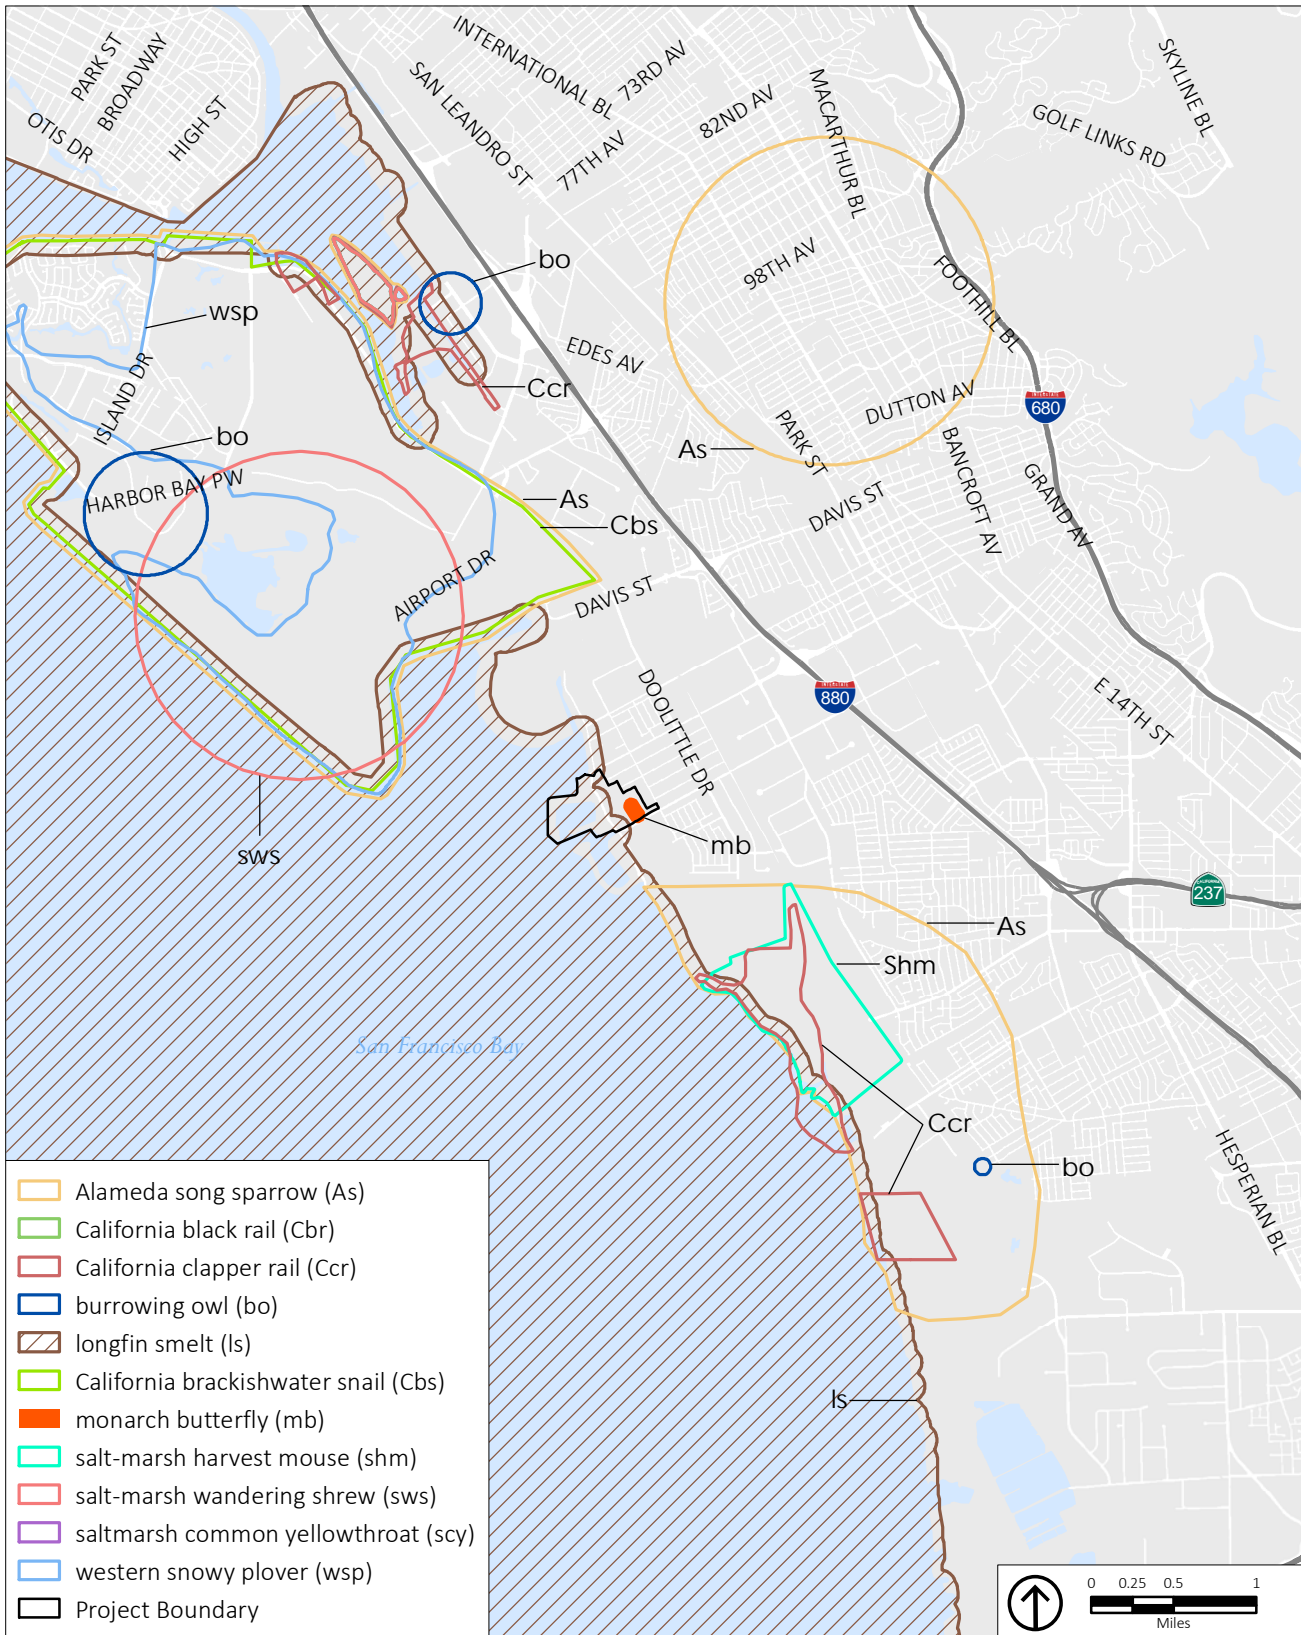 PARK ST
BROADWAY
OTIS DR
HIGH ST
INTERNATIONAL BL
SAN LEANDRO ST
73RD AV
77TH AV
82ND AV
MACARTHUR BL
GOLF LINKS RD
SKYLINE BL
98TH AV
FOOTHILL BL
bo
wsp
ISLAND DR
EDES AV
Ccr
DUTTON AV
INTERSTATE
680
PARK ST
As
BANCROFT AV
GRAND AV
bo
HARBOR BAY PW
As
Cbs
DAVIS ST
AIRPORT DR
DAVIS ST
DOOLITTLE DR
INTERSTATE
880
E 14TH ST
sws
mb
CALIFORNIA
237
As
Shm
San Francisco Bay
Ccr
bo
HESPERIAN BL
ls
Alameda song sparrow (As)
California black rail (Cbr)
California clapper rail (Ccr)
burrowing owl (bo)
longfin smelt (ls)
California brackishwater snail (Cbs)
monarch butterfly (mb)
salt-marsh harvest mouse (shm)
salt-marsh wandering shrew (sws)
saltmarsh common yellowthroat (scy)
western snowy plover (wsp)
Project Boundary
0 0.25 0.5 1
Miles